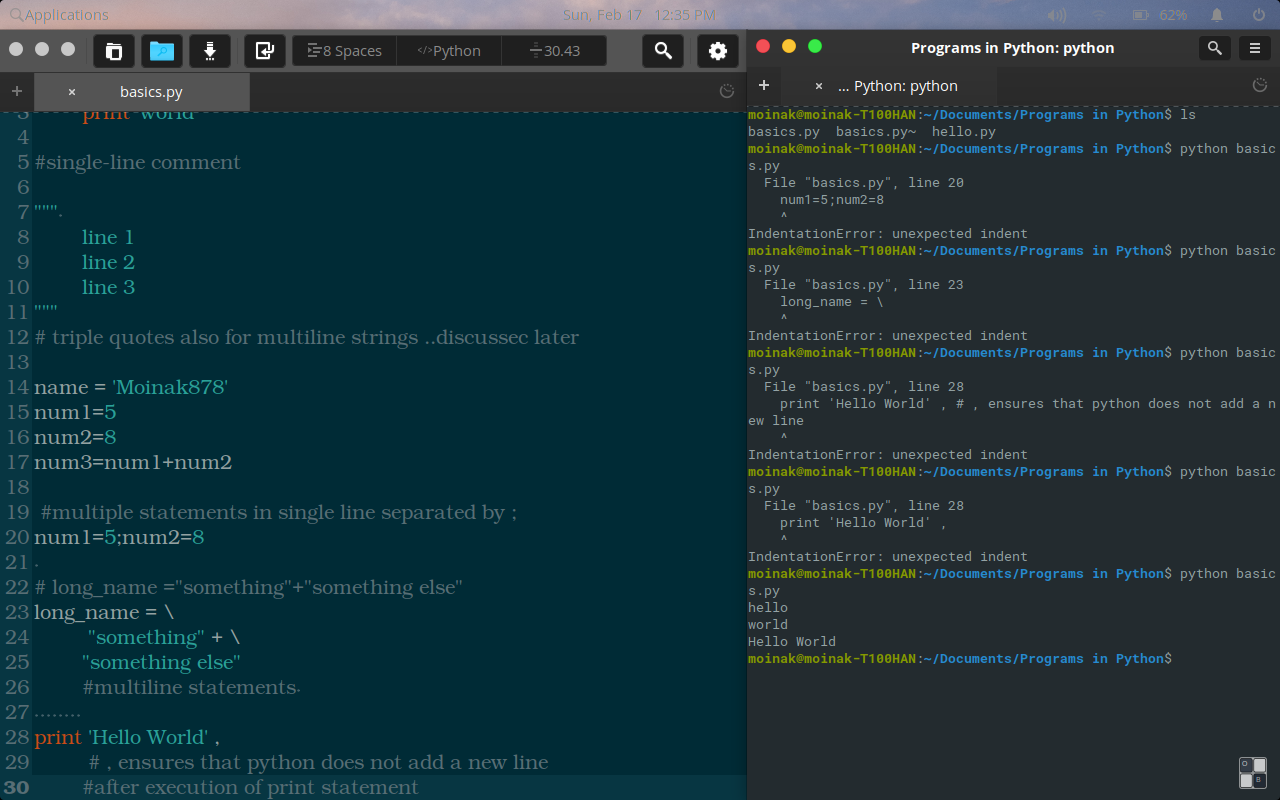 Applications
Sun, Feb 17 12:35 PM
62%
8 Spaces
</>Python
30.43
basics.py
3 print 'world'
4
5 #single-line comment
6
7 """
8 line 1
9 line 2
10 line 3
11 """
12 # triple quotes also for multiline strings ..discussec later
13
14 name = 'Moinak878'
15 num1=5
16 num2=8
17 num3=num1+num2
18
19 #multiple statements in single line separated by ;
20 num1=5;num2=8
21
22 # long_name ="something"+"something else"
23 long_name = \
24 "something" + \
25 "something else"
26 #multiline statements
27
28 print 'Hello World' ,
29 # , ensures that python does not add a new line
30 #after execution of print statement
Programs in Python: python
... Python: python
moinak@moinak-T100HAN:~/Documents/Programs in Python$ ls
basics.py basics.py~ hello.py
moinak@moinak-T100HAN:~/Documents/Programs in Python$ python basic
s.py
File "basics.py", line 20
num1=5;num2=8
^
IndentationError: unexpected indent
moinak@moinak-T100HAN:~/Documents/Programs in Python$ python basic
s.py
File "basics.py", line 23
long_name = \
^
IndentationError: unexpected indent
moinak@moinak-T100HAN:~/Documents/Programs in Python$ python basic
s.py
File "basics.py", line 28
print 'Hello World' , # , ensures that python does not add a n
ew line
^
IndentationError: unexpected indent
moinak@moinak-T100HAN:~/Documents/Programs in Python$ python basic
s.py
File "basics.py", line 28
print 'Hello World' ,
^
IndentationError: unexpected indent
moinak@moinak-T100HAN:~/Documents/Programs in Python$ python basic
s.py
hello
world
Hello World
moinak@moinak-T100HAN:~/Documents/Programs in Python$